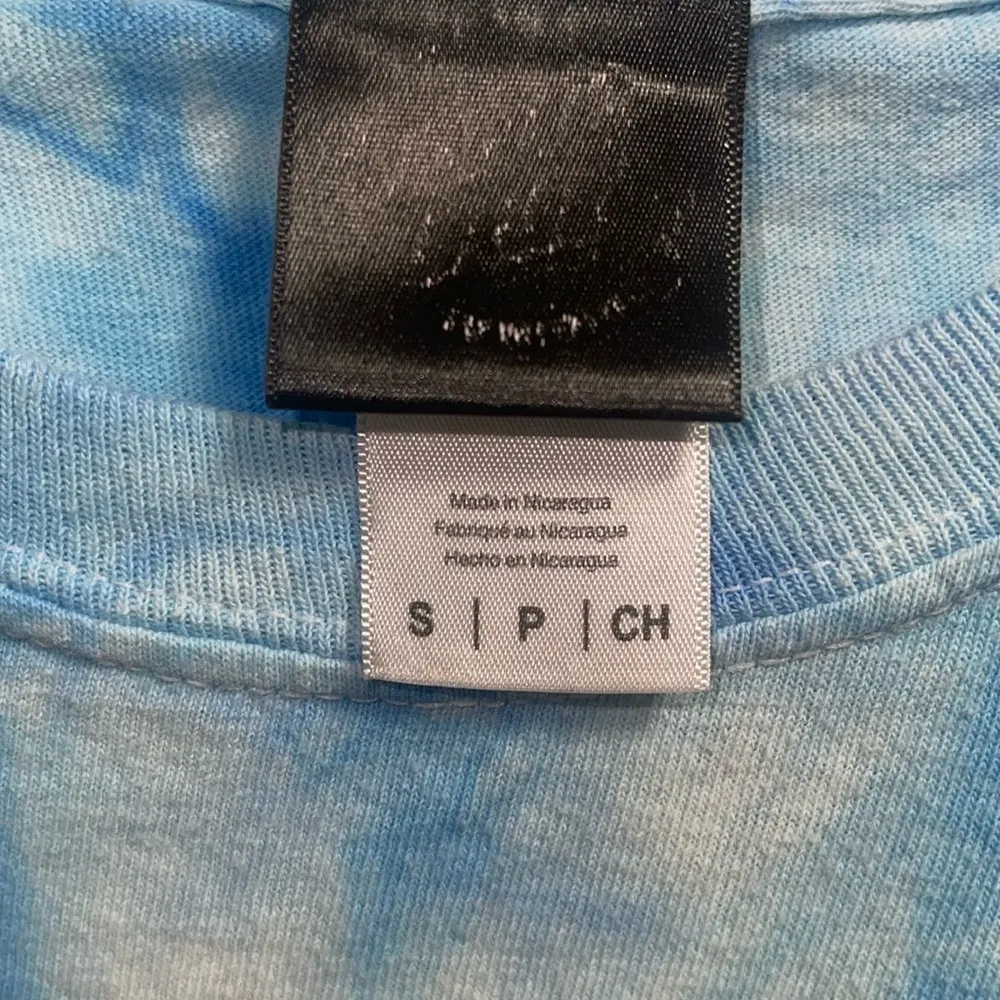 Made in Nicaragua
Fabriqué au Nicaragua
Hecho en Nicaragua
S | P | CH